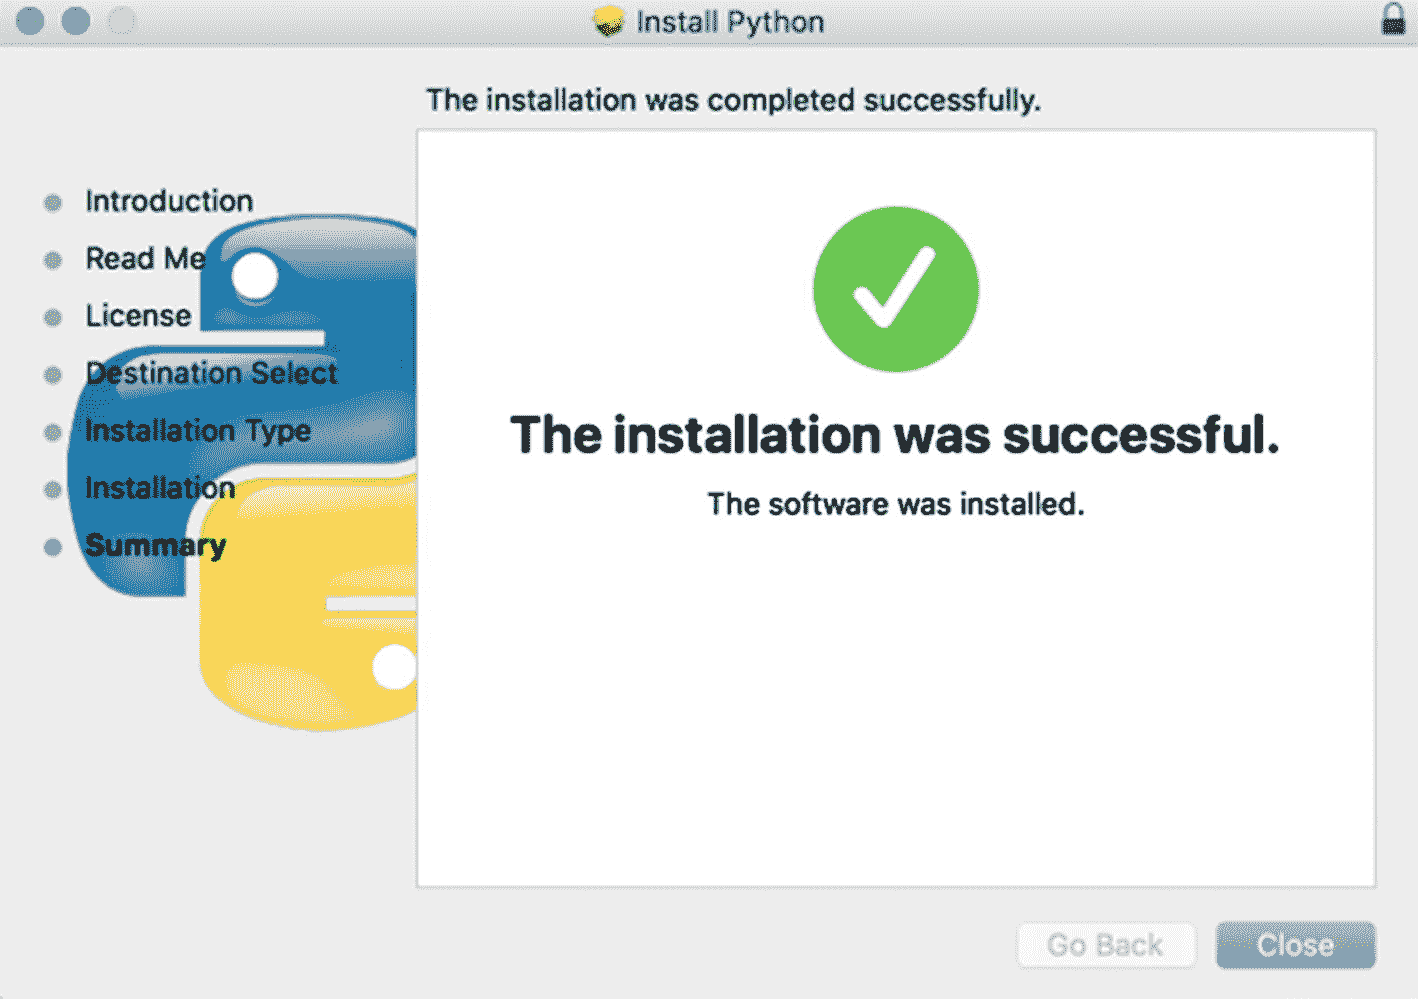 Install Python
The installation was completed successfully.
Introduction
Read Me
License
Destination Select
Installation Type
Installation
Summary
The installation was successful.
The software was installed.
Go Back
Close